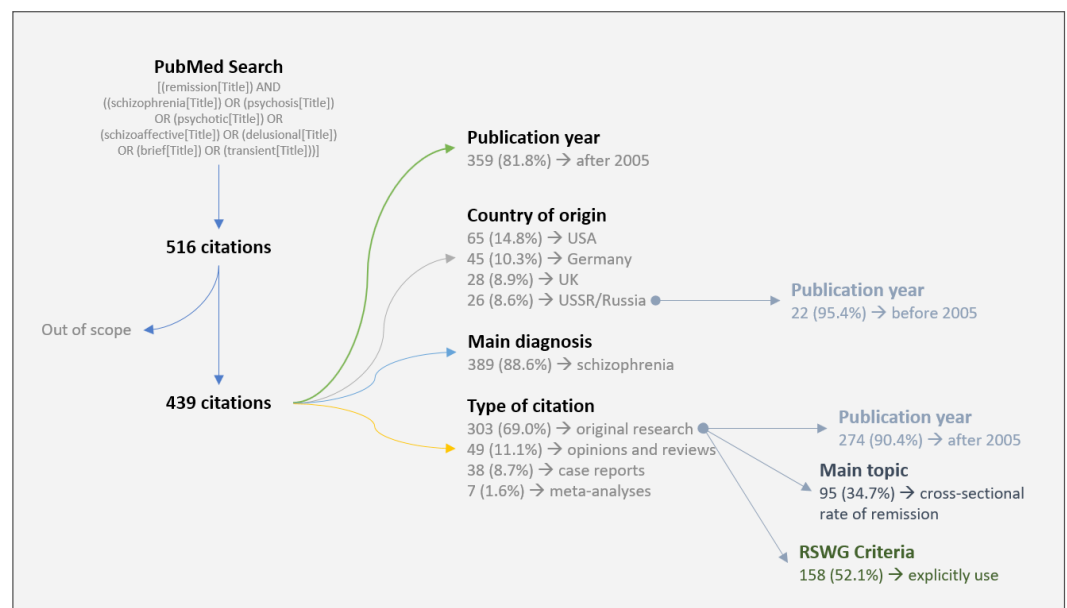 PubMed Search
[(remission[Title]) AND
((schizophrenia[Title]) OR (psychosis[Title])
OR (psychotic[Title]) OR
(schizoaffective[Title]) OR (delusional[Title])
OR (brief[Title]) OR (transient[Title]))]
516 citations
Out of scope
439 citations
Publication year
359 (81.8%) → after 2005
Country of origin
65 (14.8%) → USA
45 (10.3%) → Germany
28 (8.9%) → UK
26 (8.6%) → USSR/Russia
Publication year
22 (95.4%) → before 2005
Main diagnosis
389 (88.6%) → schizophrenia
Type of citation
303 (69.0%) → original research
49 (11.1%) → opinions and reviews
38 (8.7%) → case reports
7 (1.6%) → meta-analyses
Publication year
274 (90.4%) → after 2005
Main topic
95 (34.7%) → cross-sectional
rate of remission
RSWG Criteria
158 (52.1%) → explicitly use